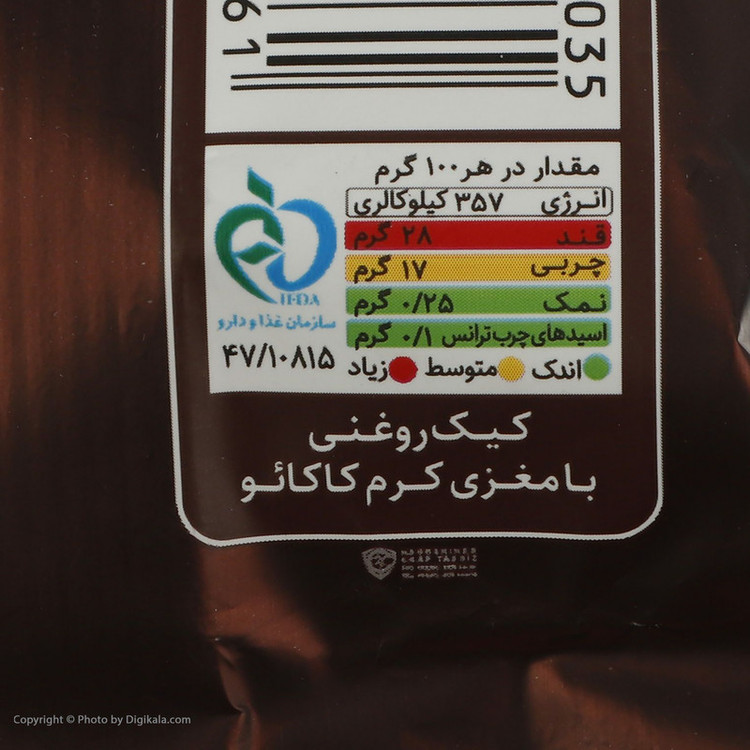 61
035
مقدار در هر ۱۰۰ گرم
انرژی ۳۵۷ کیلوکالری
قند ۲۸ گرم
چربی ۱۷ گرم
نمک ۰/۲۵ گرم
اسیدهای چرب ترانس ۰/۱ گرم
اندک متوسط زیاد
IFDA
سازمان غذا و دارو
۴۷/۱۰۸۱۵
کیک روغنی
با مغزی کرم کاکائو
Copyright © Photo by Digikala.com